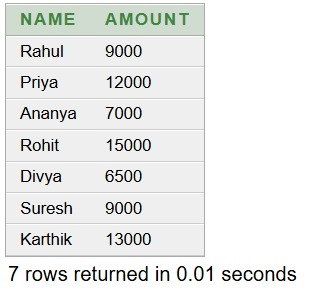 NAME AMOUNT
Rahul 9000
Priya 12000
Ananya 7000
Rohit 15000
Divya 6500
Suresh 9000
Karthik 13000
7 rows returned in 0.01 seconds